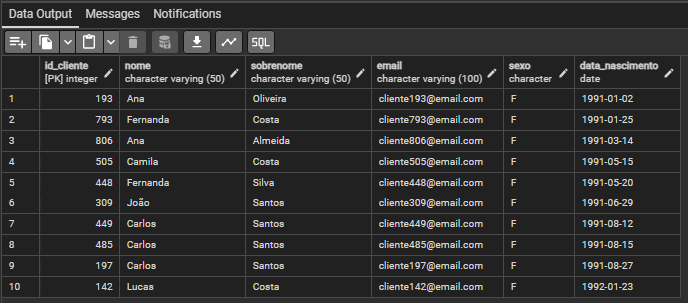 Data Output Messages Notifications
SQL
id_cliente nome sobrenome email sexo data_nascimento
[PK] integer character varying (50) character varying (50) character varying (100) character date
1 193 Ana Oliveira cliente193@email.com F 1991-01-02
2 793 Fernanda Costa cliente793@email.com F 1991-01-25
3 806 Ana Almeida cliente806@email.com F 1991-03-14
4 505 Camila Costa cliente505@email.com F 1991-05-15
5 448 Fernanda Silva cliente448@email.com F 1991-05-20
6 309 João Santos cliente309@email.com F 1991-06-29
7 449 Carlos Santos cliente449@email.com F 1991-08-12
8 485 Carlos Santos cliente485@email.com F 1991-08-15
9 197 Carlos Santos cliente197@email.com F 1991-08-27
10 142 Lucas Costa cliente142@email.com F 1992-01-23